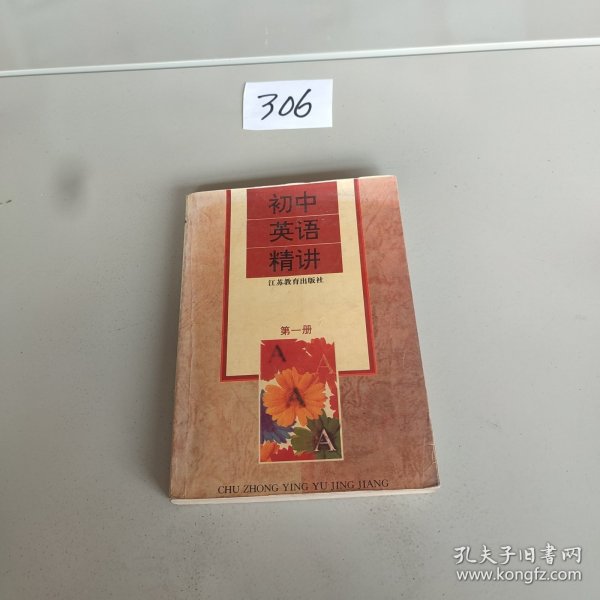 306
初中
英语
精讲
江苏教育出版社
第一册
A
A
A
A
CHU ZHONG YING YU JING JIANG
孔夫子旧书网
www.kongfz.com